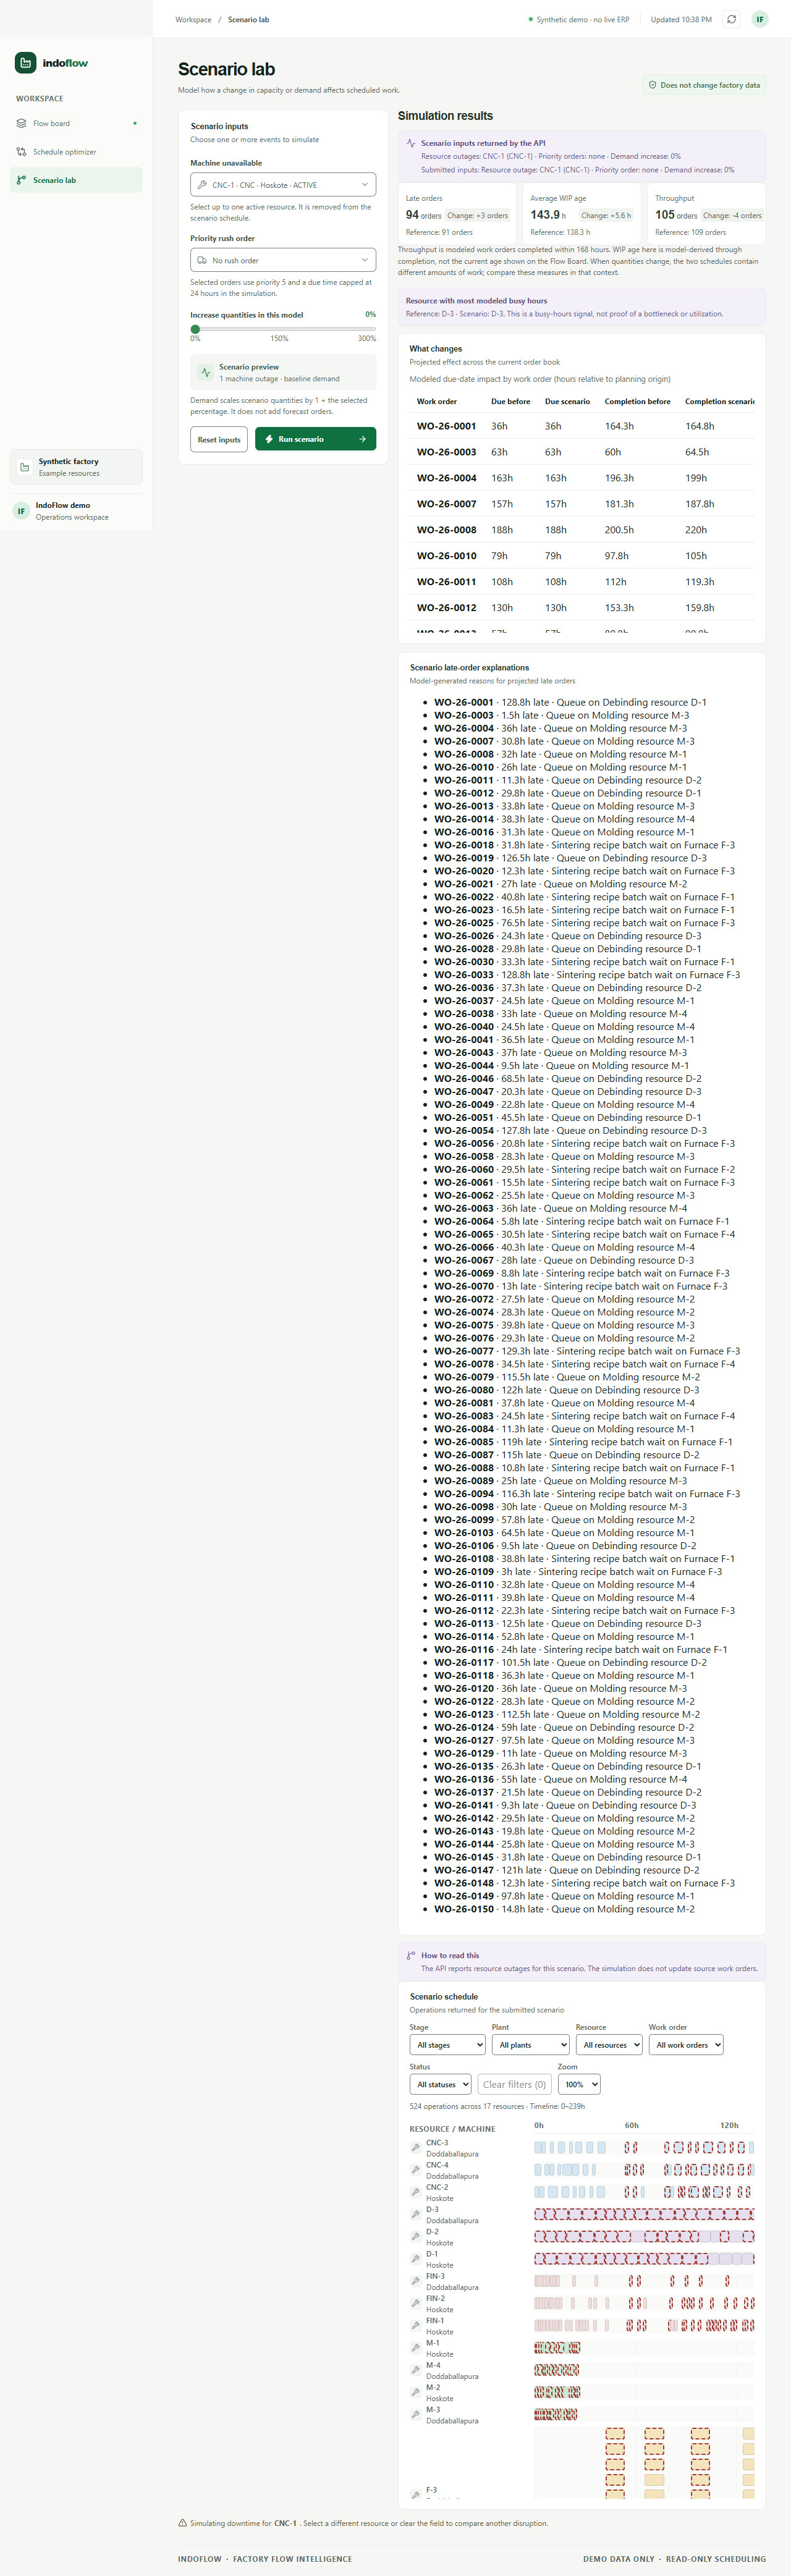 Workspace / Scenario lab
Synthetic demo · no live ERP
Updated 10:38 PM
IF
indoflow
WORKSPACE
Flow board
Schedule optimizer
Scenario lab
Synthetic factory
Example resources
IF
IndoFlow demo
Operations workspace
Scenario lab
Model how a change in capacity or demand affects scheduled work.
Does not change factory data
Scenario inputs
Choose one or more events to simulate
Machine unavailable
CNC-1 · CNC · Hoskote · ACTIVE
Select up to one active resource. It is removed from the
scenario schedule.
Priority rush order
No rush order
Selected orders use priority 5 and a due time capped at
24 hours in the simulation.
Increase quantities in this model 0%
0% 150% 300%
Scenario preview
1 machine outage · baseline demand
Demand scales scenario quantities by 1 + the selected
percentage. It does not add forecast orders.
Reset inputs
Run scenario
Simulation results
Scenario inputs returned by the API
Resource outages: CNC-1 (CNC-1) · Priority orders: none · Demand increase: 0%
Submitted inputs: Resource outage: CNC-1 (CNC-1) · Priority order: none · Demand increase: 0%
Late orders
94 orders Change: +3 orders
Reference: 91 orders
Average WIP age
143.9 h Change: +5.6 h
Reference: 138.3 h
Throughput
105 orders Change: -4 orders
Reference: 109 orders
Throughput is modeled work orders completed within 168 hours. WIP age here is model-derived through
completion, not the current age shown on the Flow Board. When quantities change, the two schedules contain
different amounts of work; compare these measures in that context.
Resource with most modeled busy hours
Reference: D-3 · Scenario: D-3. This is a busy-hours signal, not proof of a bottleneck or utilization.
What changes
Projected effect across the current order book
Modeled due-date impact by work order (hours relative to planning origin)
Work order Due before Due scenario Completion before Completion scenario
WO-26-0001 36h 36h 164.3h 164.8h
WO-26-0003 63h 63h 60h 64.5h
WO-26-0004 163h 163h 196.3h 199h
WO-26-0007 157h 157h 181.3h 187.8h
WO-26-0008 188h 188h 200.5h 220h
WO-26-0010 79h 79h 97.8h 105h
WO-26-0011 108h 108h 112h 119.3h
WO-26-0012 130h 130h 153.3h 159.8h
Scenario late-order explanations
Model-generated reasons for projected late orders
WO-26-0001 · 128.8h late · Queue on Debinding resource D-1
WO-26-0003 · 1.5h late · Queue on Molding resource M-3
WO-26-0004 · 36h late · Queue on Molding resource M-3
WO-26-0007 · 30.8h late · Queue on Molding resource M-3
WO-26-0008 · 32h late · Queue on Molding resource M-1
WO-26-0010 · 26h late · Queue on Molding resource M-1
WO-26-0011 · 11.3h late · Queue on Debinding resource D-2
WO-26-0012 · 29.8h late · Queue on Debinding resource D-1
WO-26-0013 · 33.8h late · Queue on Molding resource M-3
WO-26-0014 · 38.3h late · Queue on Molding resource M-4
WO-26-0016 · 31.3h late · Queue on Molding resource M-1
WO-26-0018 · 31.8h late · Sintering recipe batch wait on Furnace F-3
WO-26-0019 · 126.5h late · Queue on Debinding resource D-3
WO-26-0020 · 12.3h late · Sintering recipe batch wait on Furnace F-3
WO-26-0021 · 27h late · Queue on Molding resource M-2
WO-26-0022 · 40.8h late · Sintering recipe batch wait on Furnace F-1
WO-26-0023 · 16.5h late · Sintering recipe batch wait on Furnace F-1
WO-26-0025 · 76.5h late · Sintering recipe batch wait on Furnace F-3
WO-26-0026 · 24.3h late · Queue on Debinding resource D-3
WO-26-0028 · 29.8h late · Queue on Debinding resource D-1
WO-26-0030 · 33.3h late · Sintering recipe batch wait on Furnace F-1
WO-26-0033 · 128.8h late · Sintering recipe batch wait on Furnace F-3
WO-26-0036 · 37.3h late · Queue on Debinding resource D-2
WO-26-0037 · 24.5h late · Queue on Molding resource M-1
WO-26-0038 · 33h late · Queue on Molding resource M-4
WO-26-0040 · 24.5h late · Queue on Molding resource M-4
WO-26-0041 · 36.5h late · Queue on Molding resource M-1
WO-26-0043 · 37h late · Queue on Molding resource M-3
WO-26-0044 · 9.5h late · Queue on Molding resource M-1
WO-26-0046 · 68.5h late · Queue on Debinding resource D-2
WO-26-0047 · 20.3h late · Queue on Debinding resource D-3
WO-26-0049 · 22.8h late · Queue on Molding resource M-4
WO-26-0051 · 45.5h late · Queue on Debinding resource D-1
WO-26-0054 · 127.8h late · Queue on Debinding resource D-3
WO-26-0056 · 20.8h late · Sintering recipe batch wait on Furnace F-3
WO-26-0058 · 28.3h late · Queue on Molding resource M-3
WO-26-0060 · 29.5h late · Sintering recipe batch wait on Furnace F-2
WO-26-0061 · 15.5h late · Sintering recipe batch wait on Furnace F-3
WO-26-0062 · 25.5h late · Queue on Molding resource M-3
WO-26-0063 · 36h late · Queue on Molding resource M-4
WO-26-0064 · 5.8h late · Sintering recipe batch wait on Furnace F-1
WO-26-0065 · 30.5h late · Sintering recipe batch wait on Furnace F-4
WO-26-0066 · 40.3h late · Queue on Molding resource M-4
WO-26-0067 · 28h late · Queue on Debinding resource D-3
WO-26-0069 · 8.8h late · Sintering recipe batch wait on Furnace F-3
WO-26-0070 · 13h late · Sintering recipe batch wait on Furnace F-3
WO-26-0072 · 27.5h late · Queue on Molding resource M-2
WO-26-0074 · 28.3h late · Queue on Molding resource M-2
WO-26-0075 · 39.8h late · Queue on Molding resource M-3
WO-26-0076 · 29.3h late · Queue on Molding resource M-2
WO-26-0077 · 129.3h late · Sintering recipe batch wait on Furnace F-3
WO-26-0078 · 34.5h late · Sintering recipe batch wait on Furnace F-4
WO-26-0079 · 115.5h late · Queue on Molding resource M-2
WO-26-0080 · 122h late · Queue on Debinding resource D-3
WO-26-0081 · 37.8h late · Queue on Molding resource M-4
WO-26-0083 · 24.5h late · Sintering recipe batch wait on Furnace F-4
WO-26-0084 · 11.3h late · Queue on Molding resource M-1
WO-26-0085 · 119h late · Sintering recipe batch wait on Furnace F-1
WO-26-0087 · 115h late · Queue on Debinding resource D-2
WO-26-0088 · 10.8h late · Sintering recipe batch wait on Furnace F-1
WO-26-0089 · 25h late · Queue on Molding resource M-3
WO-26-0094 · 116.3h late · Sintering recipe batch wait on Furnace F-3
WO-26-0098 · 30h late · Queue on Molding resource M-3
WO-26-0099 · 57.8h late · Queue on Molding resource M-2
WO-26-0103 · 64.5h late · Queue on Molding resource M-1
WO-26-0106 · 9.5h late · Queue on Debinding resource D-2
WO-26-0108 · 38.8h late · Sintering recipe batch wait on Furnace F-1
WO-26-0109 · 3h late · Sintering recipe batch wait on Furnace F-3
WO-26-0110 · 32.8h late · Queue on Molding resource M-4
WO-26-0111 · 39.8h late · Queue on Molding resource M-4
WO-26-0112 · 22.3h late · Sintering recipe batch wait on Furnace F-3
WO-26-0113 · 12.5h late · Queue on Debinding resource D-3
WO-26-0114 · 52.8h late · Queue on Molding resource M-1
WO-26-0116 · 24h late · Sintering recipe batch wait on Furnace F-1
WO-26-0117 · 101.5h late · Queue on Debinding resource D-2
WO-26-0118 · 36.3h late · Queue on Molding resource M-1
WO-26-0120 · 36h late · Queue on Molding resource M-3
WO-26-0122 · 28.3h late · Queue on Molding resource M-2
WO-26-0123 · 112.5h late · Queue on Molding resource M-2
WO-26-0124 · 59h late · Queue on Debinding resource D-2
WO-26-0127 · 97.5h late · Queue on Molding resource M-3
WO-26-0129 · 11h late · Queue on Molding resource M-3
WO-26-0135 · 26.3h late · Queue on Debinding resource D-1
WO-26-0136 · 55h late · Queue on Molding resource M-4
WO-26-0137 · 21.5h late · Queue on Debinding resource D-2
WO-26-0141 · 9.3h late · Queue on Debinding resource D-3
WO-26-0142 · 29.5h late · Queue on Molding resource M-2
WO-26-0143 · 19.8h late · Queue on Molding resource M-2
WO-26-0144 · 25.8h late · Queue on Molding resource M-3
WO-26-0145 · 31.8h late · Queue on Debinding resource D-1
WO-26-0147 · 121h late · Queue on Debinding resource D-2
WO-26-0148 · 12.3h late · Sintering recipe batch wait on Furnace F-3
WO-26-0149 · 97.8h late · Queue on Molding resource M-1
WO-26-0150 · 14.8h late · Queue on Molding resource M-2
How to read this
The API reports resource outages for this scenario. The simulation does not update source work orders.
Scenario schedule
Operations returned for the submitted scenario
Stage Plant Resource Work order
All stages All plants All resources All work orders
Status Zoom
All statuses Clear filters (0) 100%
524 operations across 17 resources · Timeline: 0–239h
RESOURCE / MACHINE 0h 60h 120h
CNC-3
Doddaballapura
CNC-4
Doddaballapura
CNC-2
Hoskote
D-3
Doddaballapura
D-2
Hoskote
D-1
Hoskote
FIN-3
Doddaballapura
FIN-2
Hoskote
FIN-1
Hoskote
M-1
Hoskote
M-4
Doddaballapura
M-2
Hoskote
M-3
Doddaballapura
F-3
Simulating downtime for CNC-1 . Select a different resource or clear the field to compare another disruption.
INDOFLOW · FACTORY FLOW INTELLIGENCE
DEMO DATA ONLY · READ-ONLY SCHEDULING